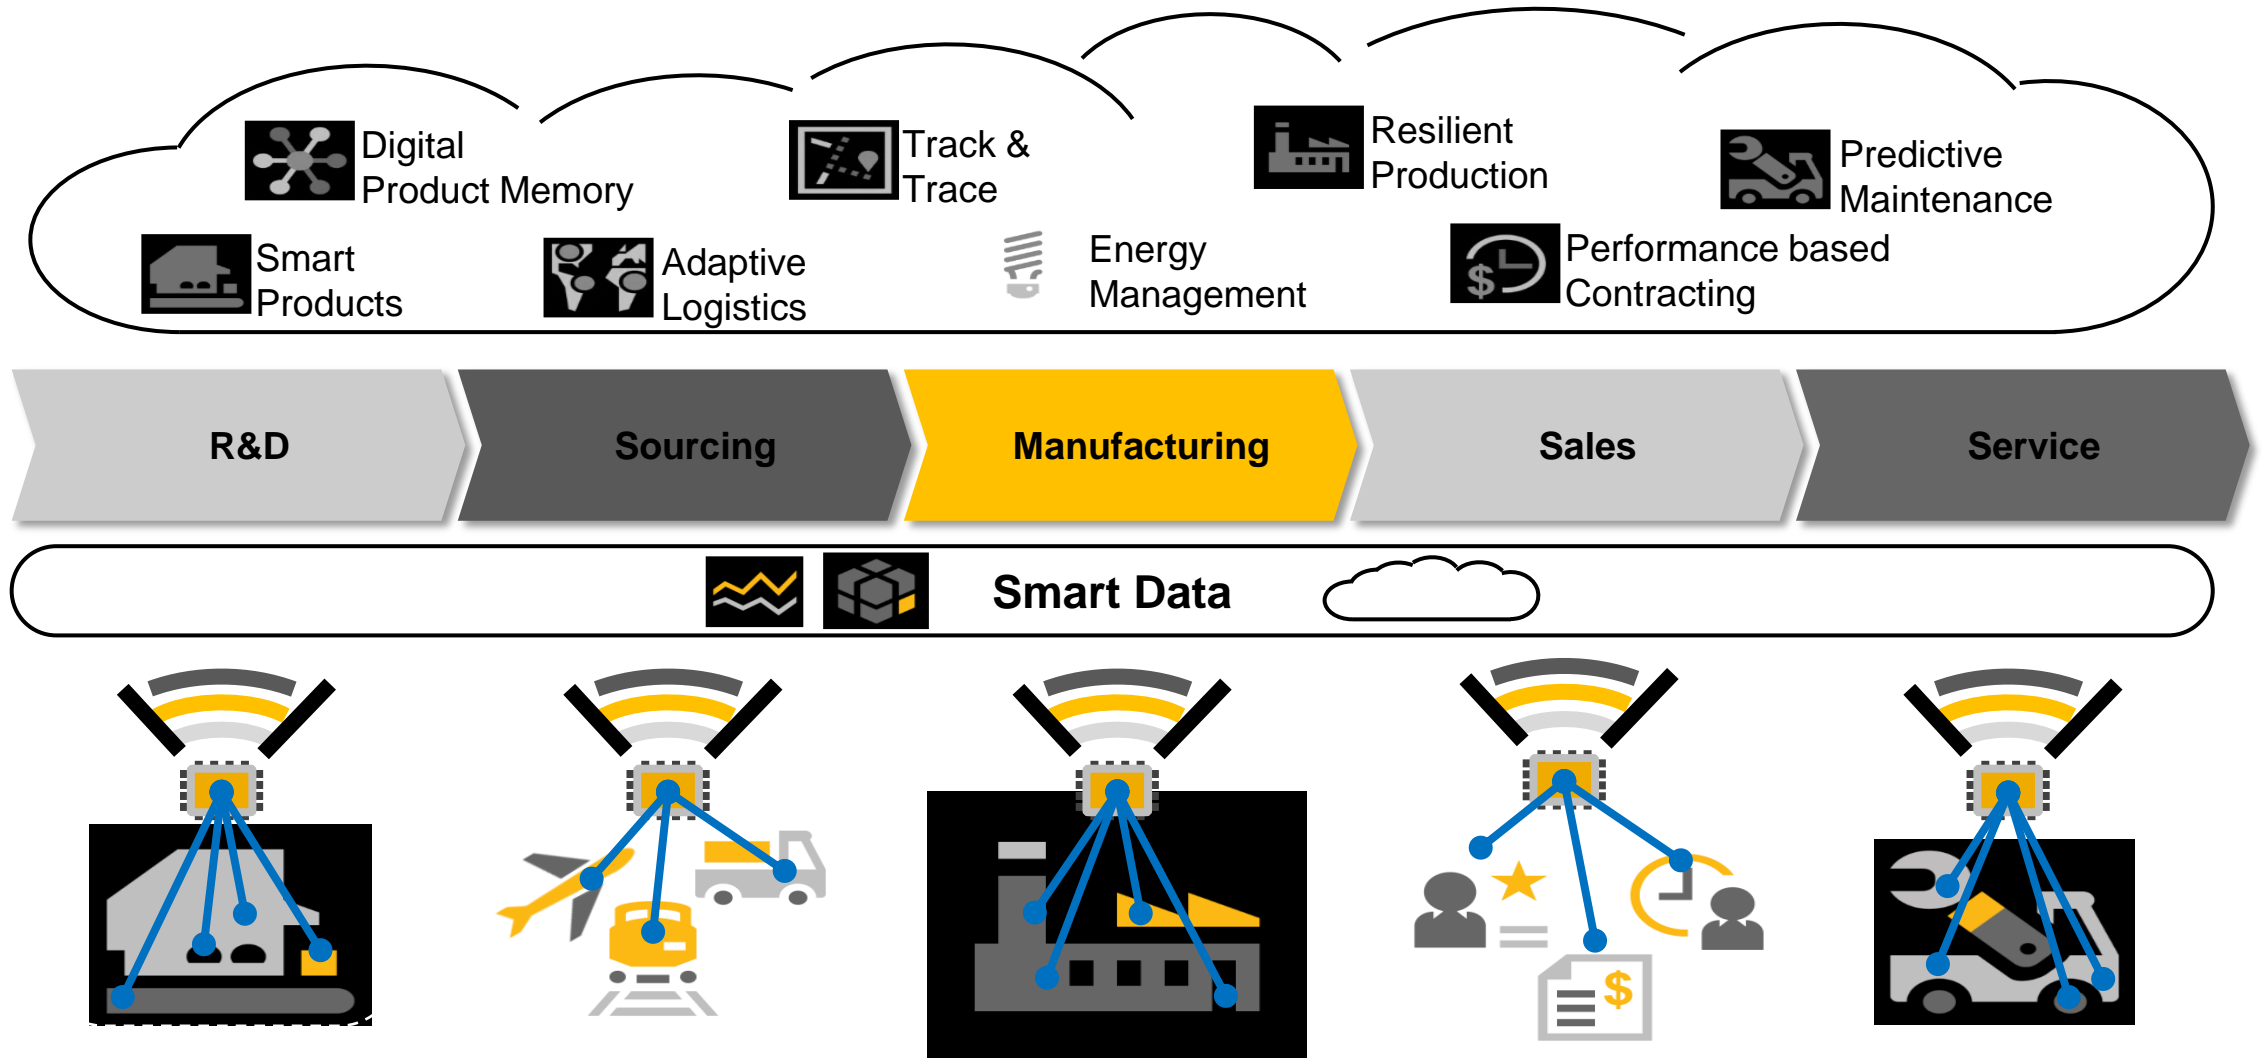 Digital
Product Memory
Track &
Trace
Resilient
Production
Predictive
Maintenance
Smart
Products
Adaptive
Logistics
Energy
Management
Performance based
Contracting
$
R&D
Sourcing
Manufacturing
Sales
Service
Smart Data
$